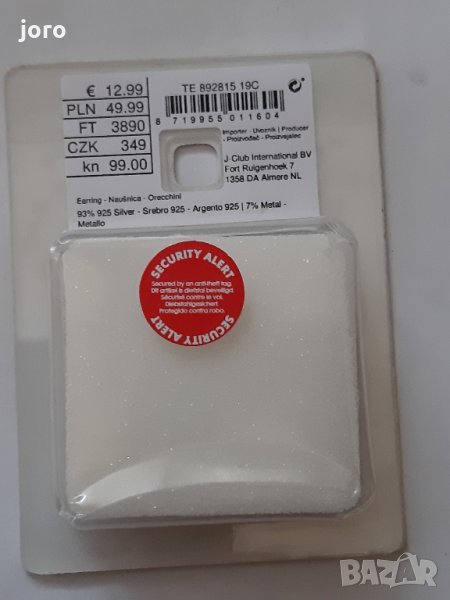 joro
€ 12.99
PLN 49.99
FT 3890
CZK 349
kn 99.00
TE 892815 19C
8 719955 011604
Importer - Uvoznik | Producer
- Proizvođač - Proizvajalec
J-Club International BV
Fort Ruigenhoek 7
1358 DA Almere NL
Earring - Naušnica - Orecchini
93% 925 Silver - Srebro 925 - Argento 925 | 7% Metal -
Metallo
SECURITY ALERT
Secured by an anti-theft tag.
Dit artikel is diefstal beveiligd.
Sécurisé contre le vol.
Diebstahlgesichert.
Protegido contra robo.
SECURITY ALERT
BAZAR